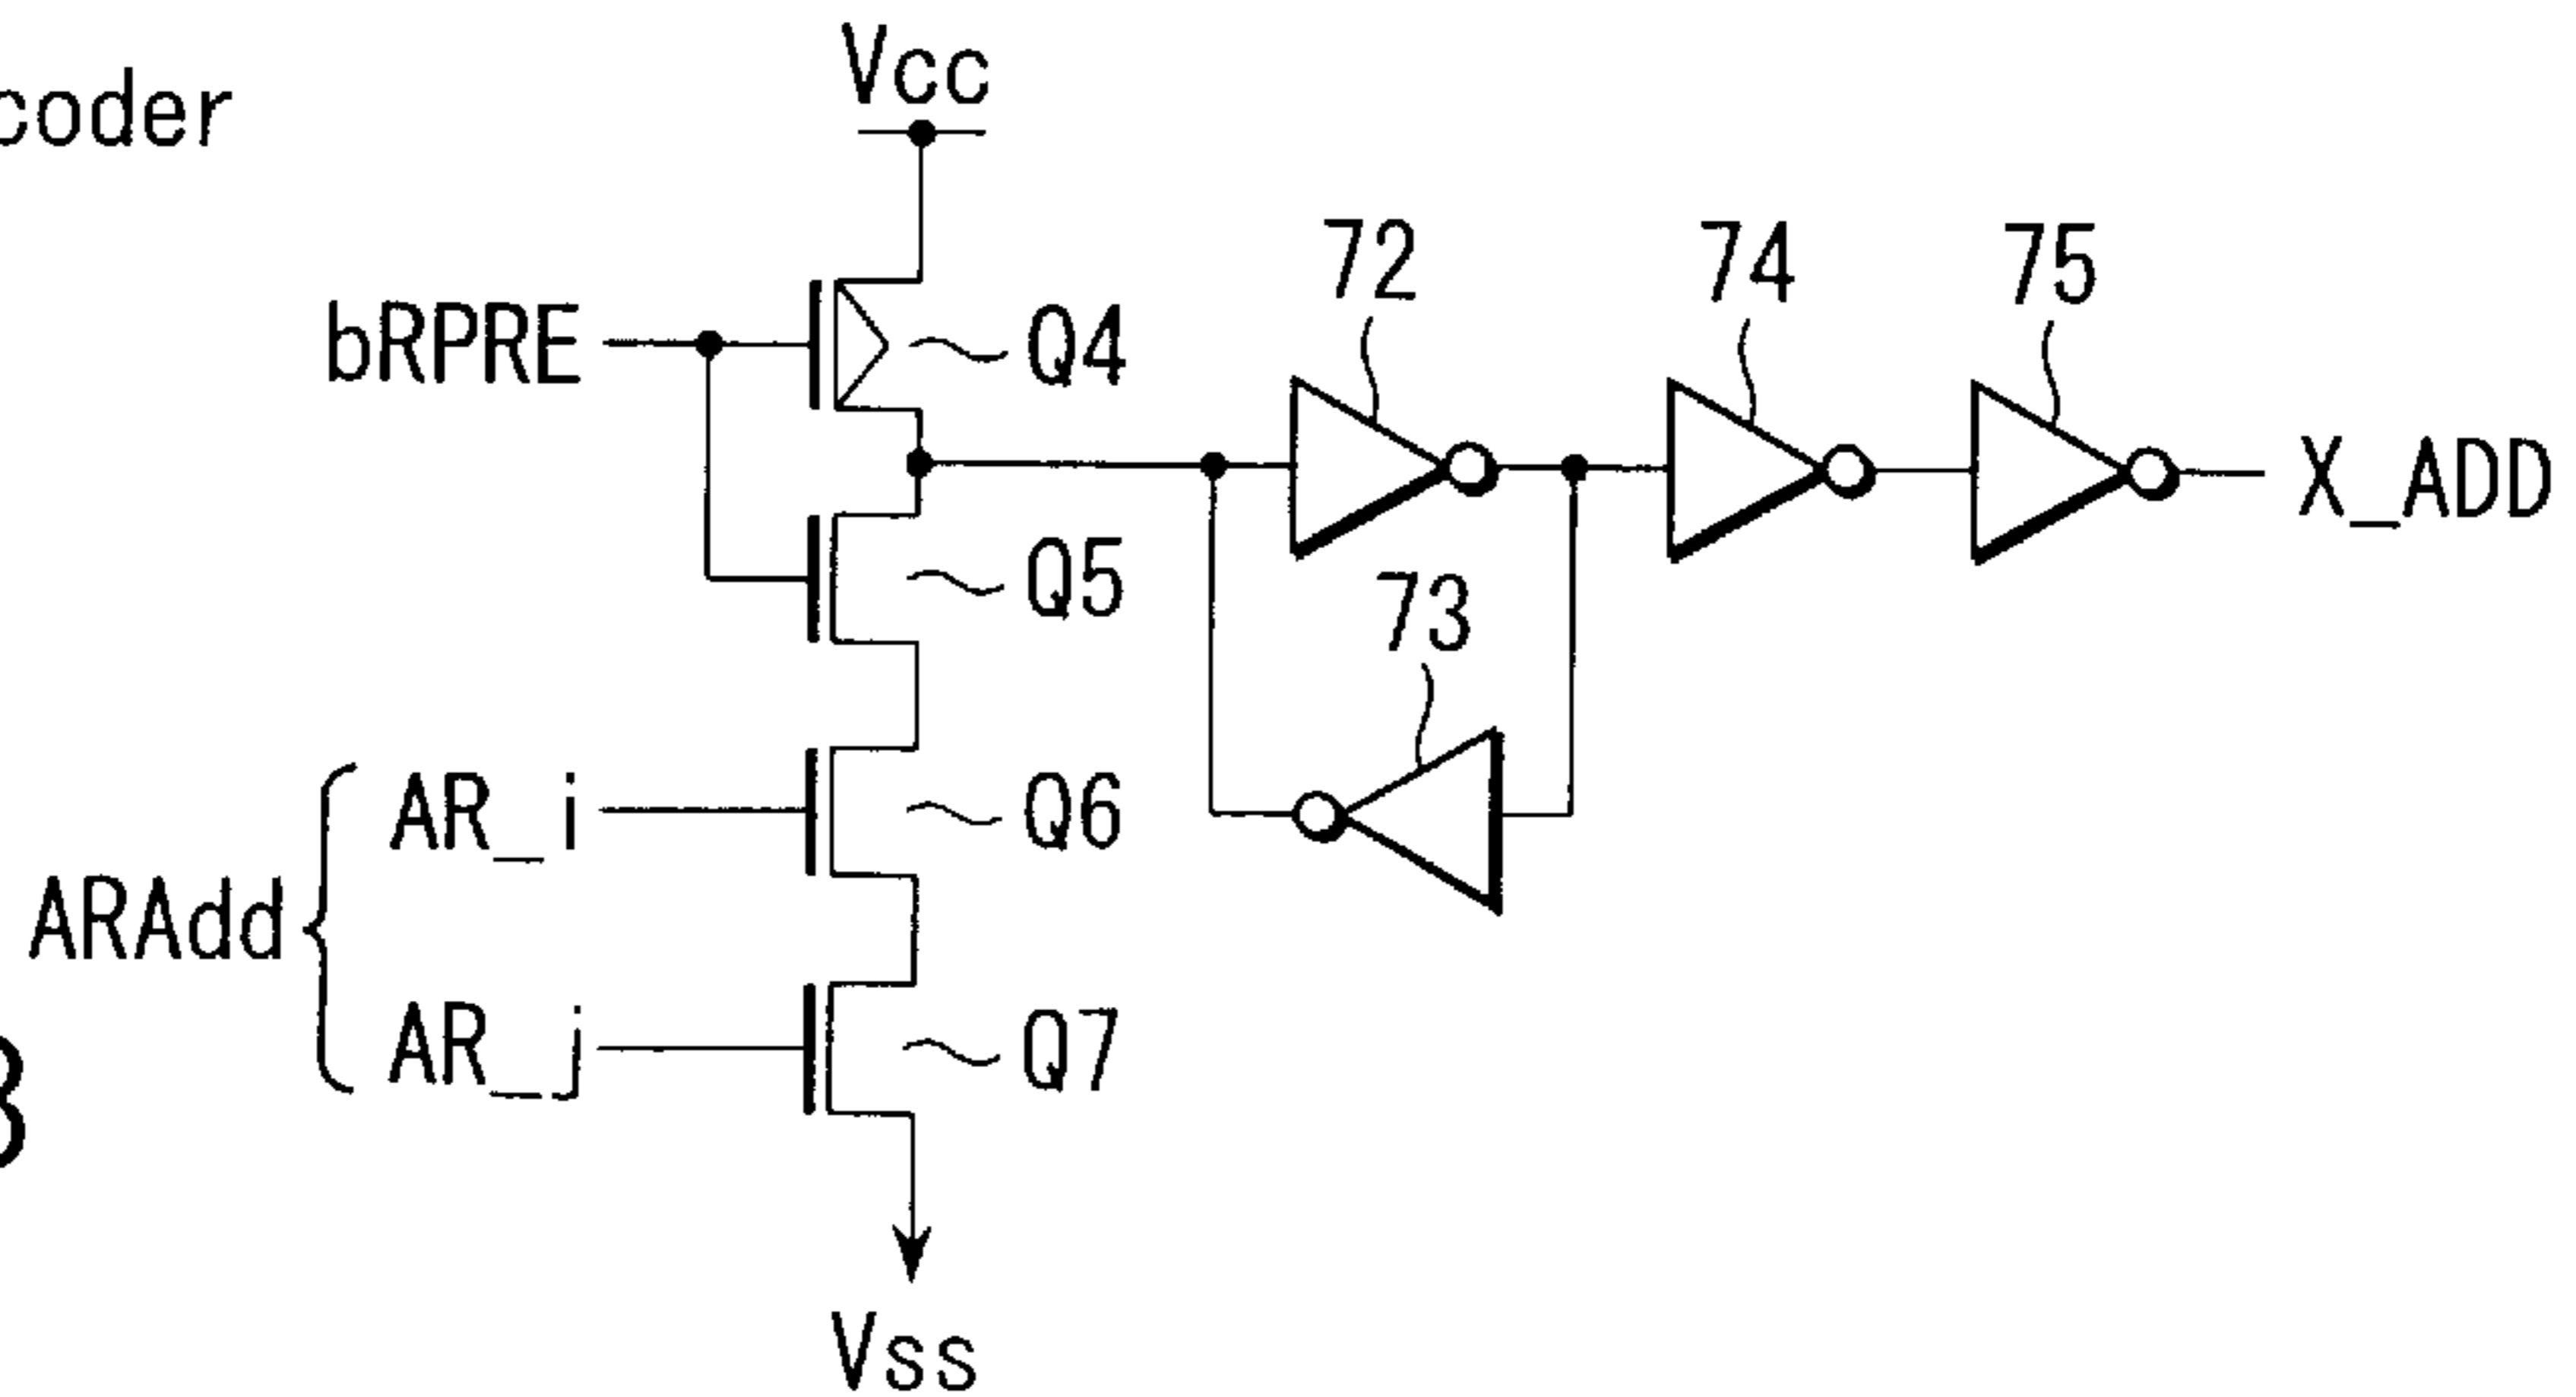 coder
Vcc
bRPRE
Q4
72
74
75
X_ADD
Q5
73
ARAdd
AR_i
Q6
AR_j
Q7
Vss